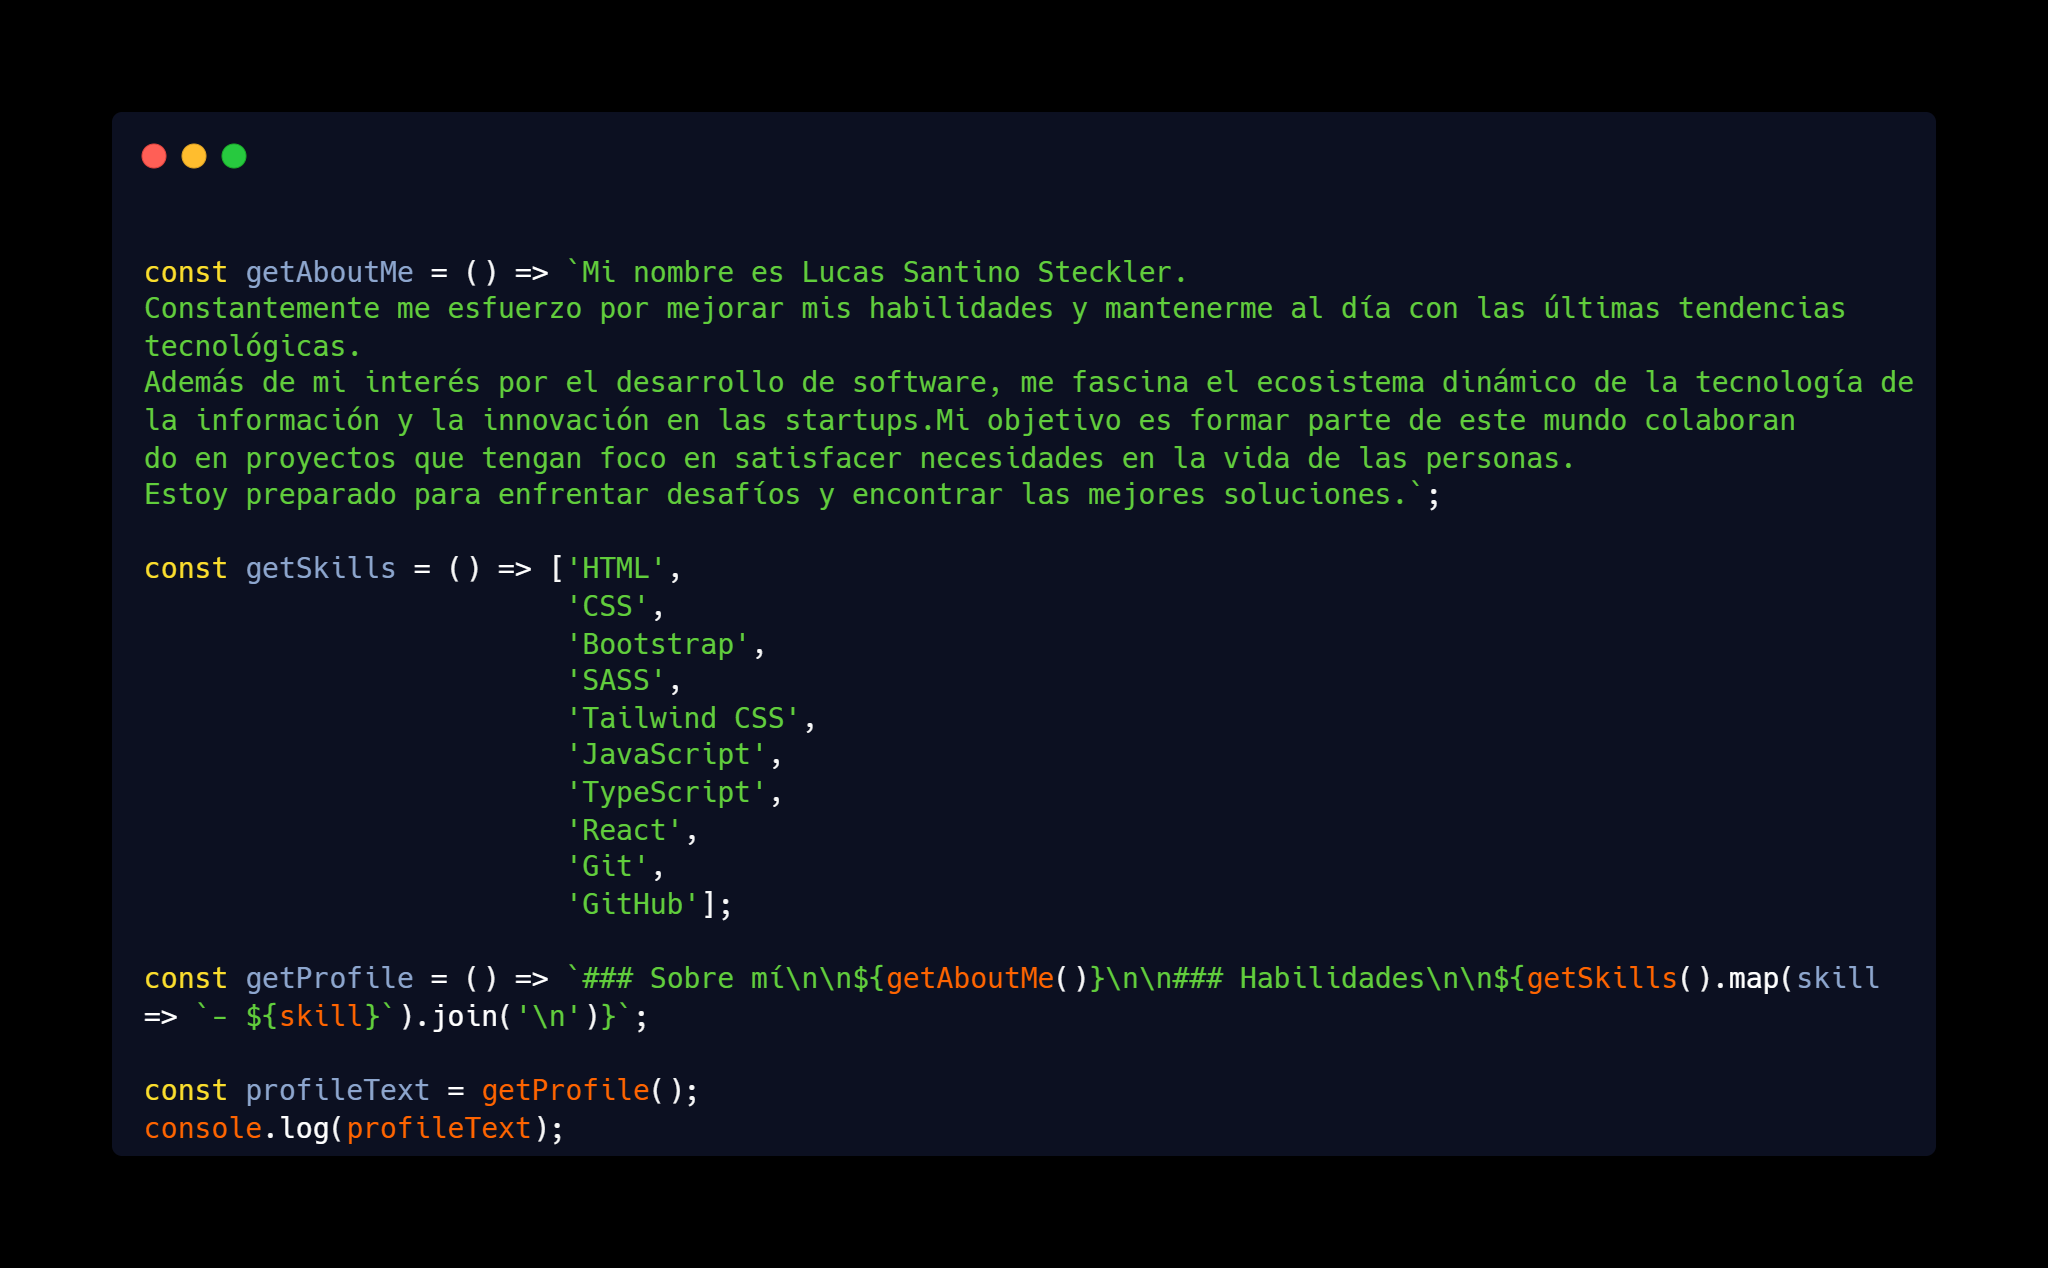 const getAboutMe = () => `Mi nombre es Lucas Santino Steckler.
Constantemente me esfuerzo por mejorar mis habilidades y mantenerme al día con las últimas tendencias
tecnológicas.
Además de mi interés por el desarrollo de software, me fascina el ecosistema dinámico de la tecnología de
la información y la innovación en las startups.Mi objetivo es formar parte de este mundo colaboran
do en proyectos que tengan foco en satisfacer necesidades en la vida de las personas.
Estoy preparado para enfrentar desafíos y encontrar las mejores soluciones.`;

const getSkills = () => ['HTML',
                         'CSS',
                         'Bootstrap',
                         'SASS',
                         'Tailwind CSS',
                         'JavaScript',
                         'TypeScript',
                         'React',
                         'Git',
                         'GitHub'];

const getProfile = () => `### Sobre mí\n\n${getAboutMe()}\n\n### Habilidades\n\n${getSkills().map(skill
=> `- ${skill}`).join('\n')}`;

const profileText = getProfile();
console.log(profileText);